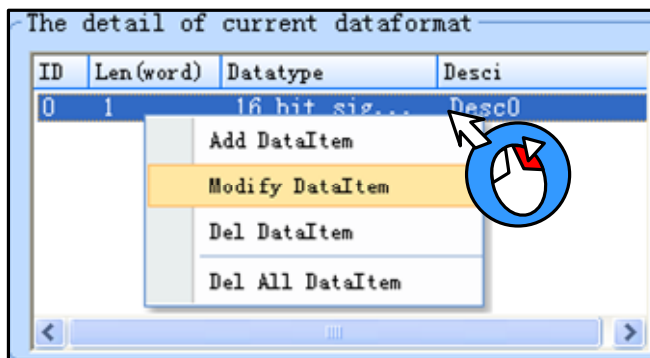 The detail of current dataformat
ID Len(word) Datatype Desci
0 1 16 bit sig... Desc0
Add DataItem
Modify DataItem
Del DataItem
Del All DataItem